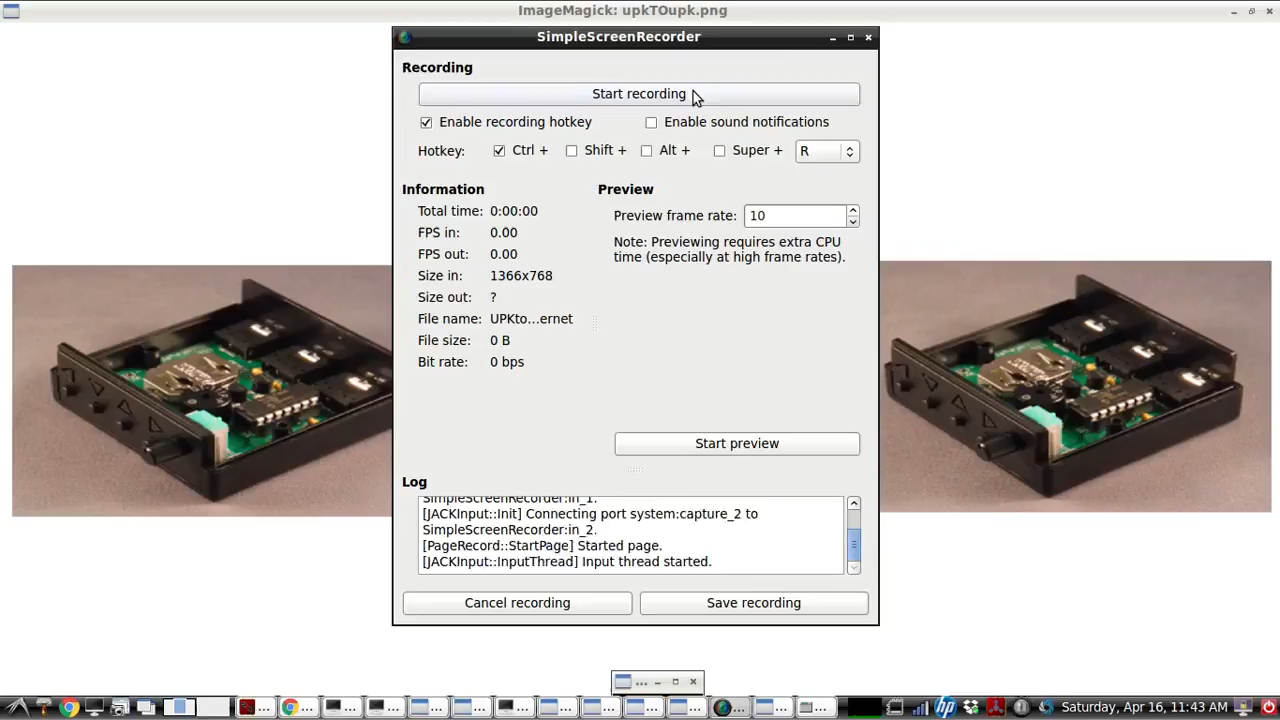 ImageMagick: upkTOupk.png
SimpleScreenRecorder
Recording
Start recording
Enable recording hotkey
Enable sound notifications
Hotkey: Ctrl + Shift + Alt + Super + R
Information
Total time: 0:00:00
FPS in: 0.00
FPS out: 0.00
Size in: 1366x768
Size out: ?
File name: UPKto...ernet
File size: 0 B
Bit rate: 0 bps
Preview
Preview frame rate: 10
Note: Previewing requires extra CPU
time (especially at high frame rates).
Start preview
Log
SimpleScreenRecorder:in_1.
[JACKInput::Init] Connecting port system:capture_2 to
SimpleScreenRecorder:in_2.
[PageRecord::StartPage] Started page.
[JACKInput::InputThread] Input thread started.
Cancel recording
Save recording
...
... ... ... ... ... ... ... ... ... ... ... ... ... Saturday, Apr 16, 11:43 AM